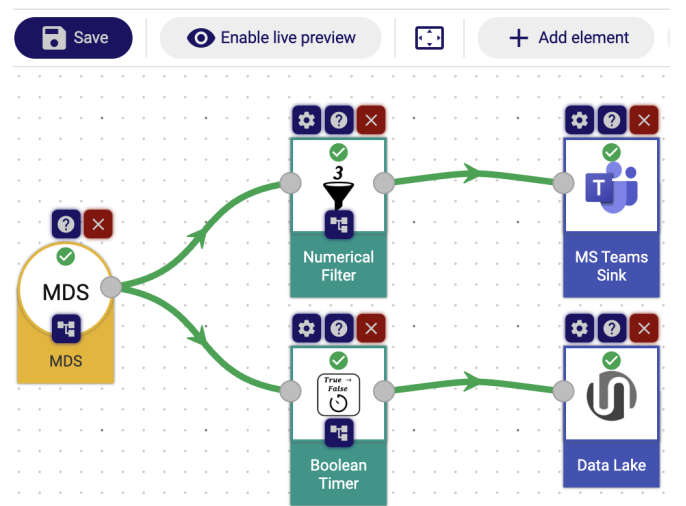 Save
Enable live preview
Add element
MDS
MDS
3
Numerical
Filter
T
MS Teams
Sink
True →
False
Boolean
Timer
Data Lake